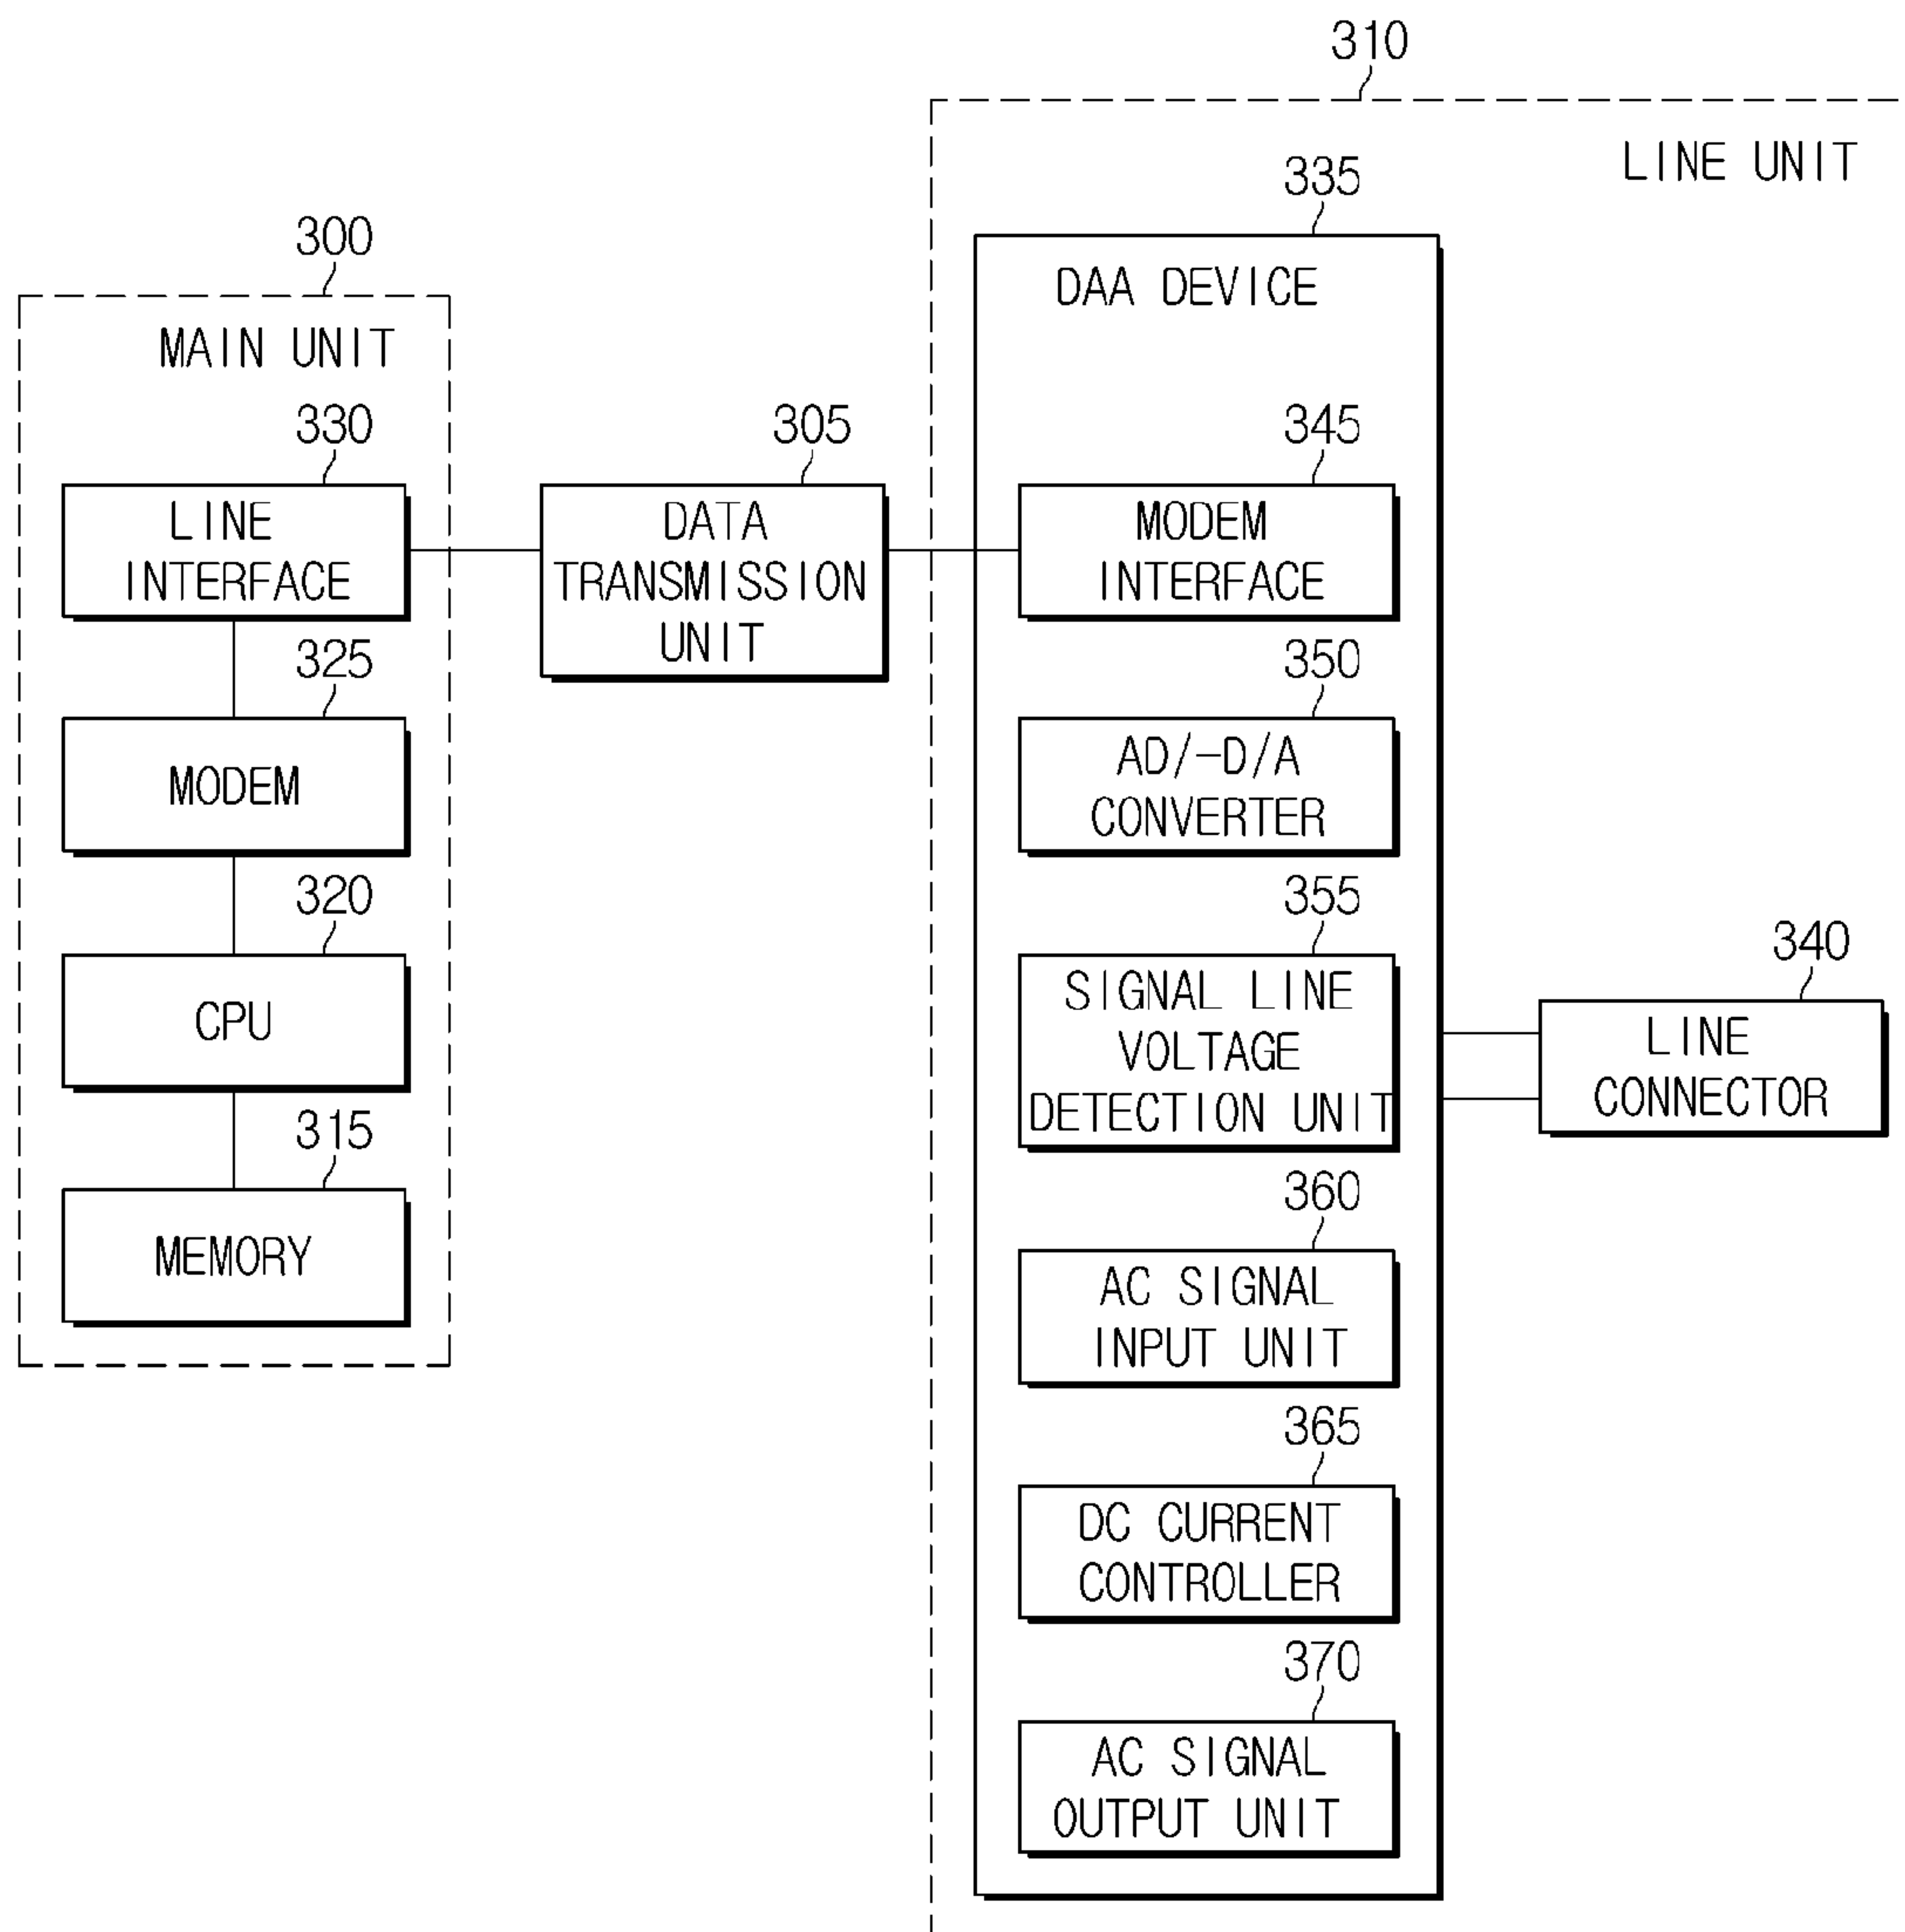 310
LINE UNIT
335
DAA DEVICE
300
MAIN UNIT
330
LINE
INTERFACE
305
DATA
TRANSMISSION
UNIT
345
MODEM
INTERFACE
325
MODEM
350
AD/-D/A
CONVERTER
320
CPU
355
SIGNAL LINE
VOLTAGE
DETECTION UNIT
340
LINE
CONNECTOR
315
MEMORY
360
AC SIGNAL
INPUT UNIT
365
DC CURRENT
CONTROLLER
370
AC SIGNAL
OUTPUT UNIT